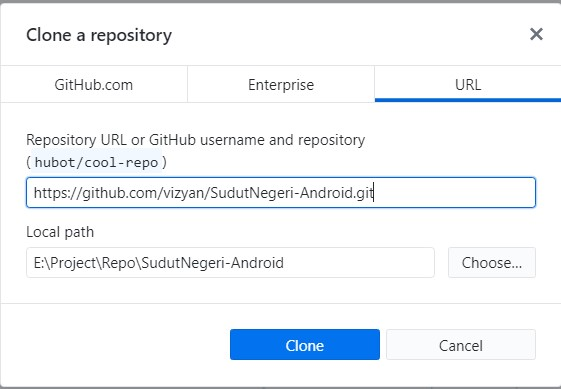 Clone a repository
GitHub.com
Enterprise
URL
Repository URL or GitHub username and repository
(hubot/cool-repo)
https://github.com/vizyan/SudutNegeri-Android.git
Local path
E:\Project\Repo\SudutNegeri-Android
Choose...
Clone
Cancel